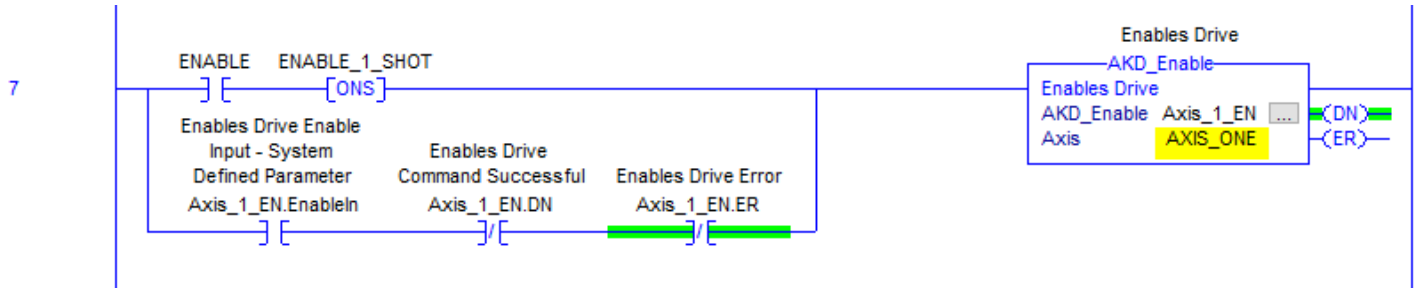 Enables Drive
ENABLE ENABLE_1_SHOT
AKD_Enable
7
ONS
Enables Drive
AKD_Enable Axis_1_EN ...
DN
Axis AXIS_ONE
ER
Enables Drive Enable
Input - System
Defined Parameter
Axis_1_EN.EnableIn
Enables Drive
Command Successful
Axis_1_EN.DN
Enables Drive Error
Axis_1_EN.ER